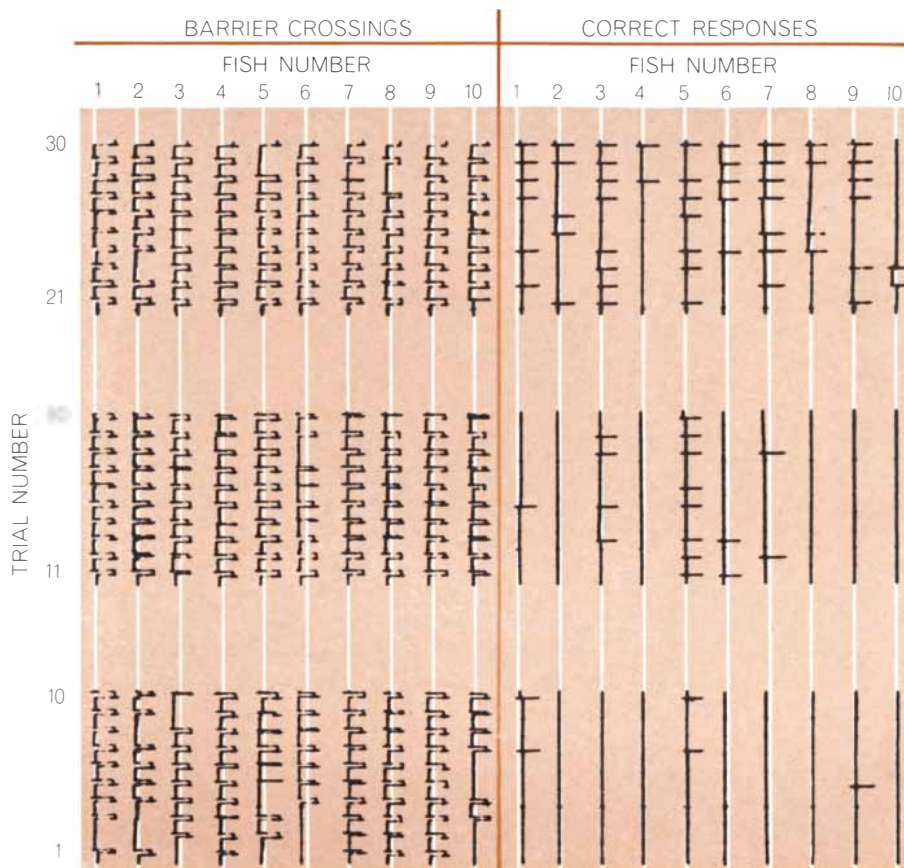 BARRIER CROSSINGS CORRECT RESPONSES
FISH NUMBER FISH NUMBER
1 2 3 4 5 6 7 8 9 10 1 2 3 4 5 6 7 8 9 10
30
21
TRIAL NUMBER
11
10
1